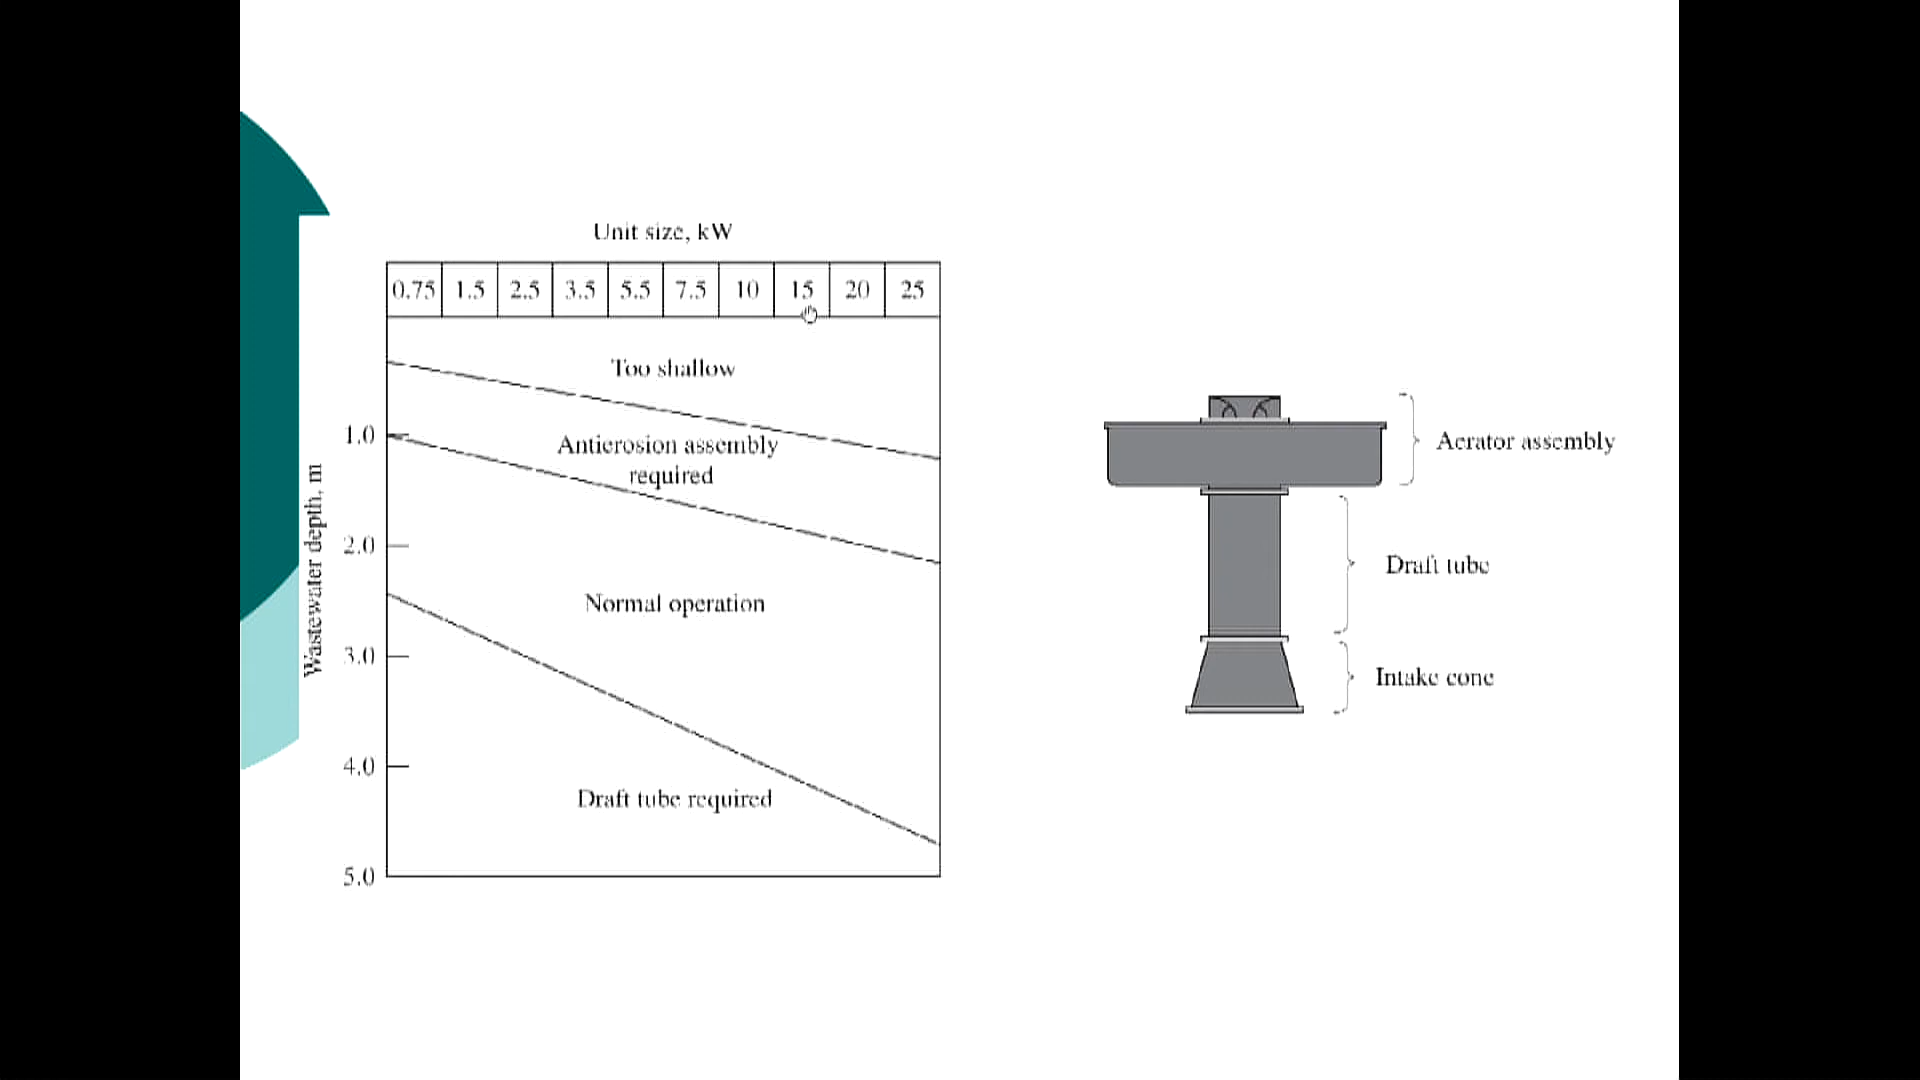 Unit size, kW
0.75 1.5 2.5 3.5 5.5 7.5 10 15 20 25
Too shallow
1.0
Antierosion assembly
required
Wastewater depth, m
2.0
Normal operation
3.0
4.0
Draft tube required
5.0
Aerator assembly
Draft tube
Intake cone